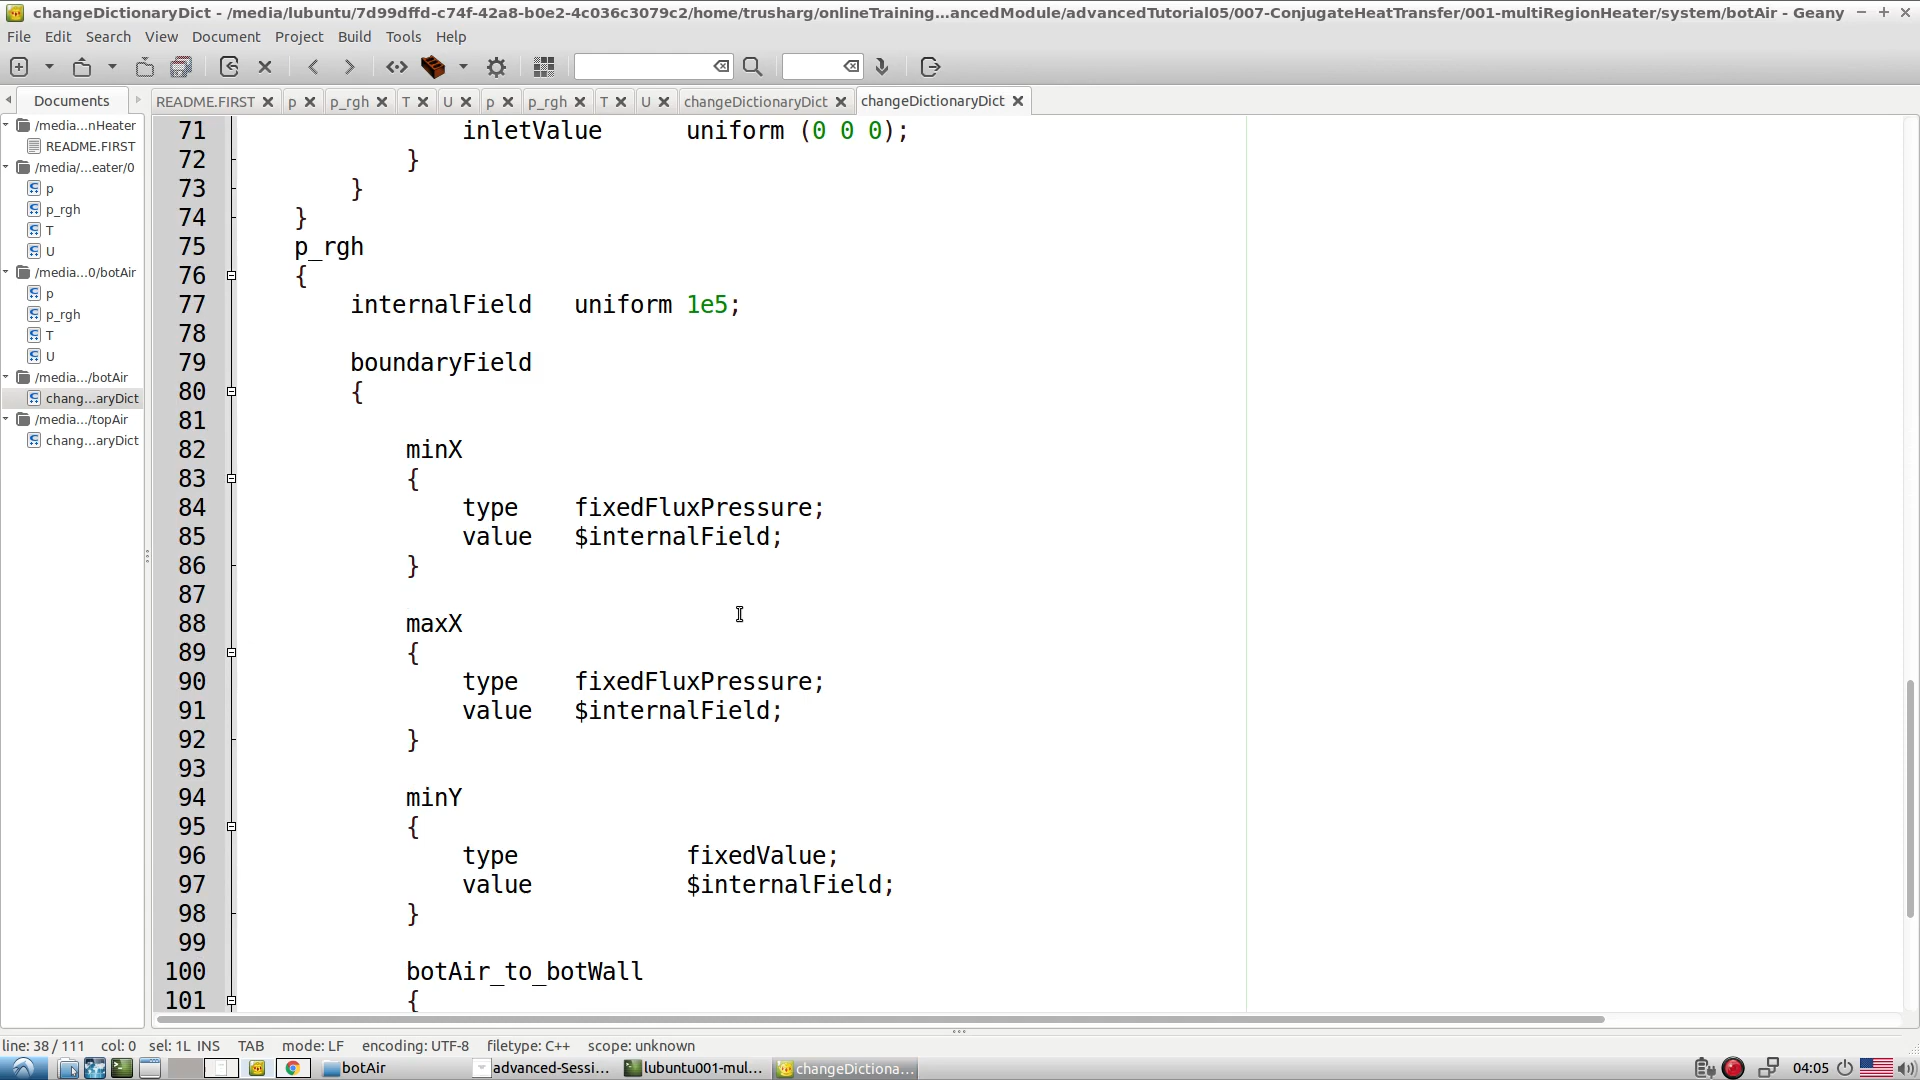 changeDictionaryDict - /media/lubuntu/7d99dffd-c74f-42a8-b0e2-4c036c3079c2/home/trusharg/onlineTraining...ancedModule/advancedTutorial05/007-ConjugateHeatTransfer/001-multiRegionHeater/system/botAir - Geany
File Edit Search View Document Project Build Tools Help
Documents README.FIRST p p_rgh T U p p_rgh T U changeDictionaryDict changeDictionaryDict
/media...nHeater
README.FIRST
/media/...eater/0
p
p_rgh
T
U
/media...0/botAir
p
p_rgh
T
U
/media.../botAir
chang...aryDict
/media.../topAir
chang...aryDict
71 inletValue uniform (0 0 0);
72 }
73 }
74 }
75 p_rgh
76 {
77 internalField uniform 1e5;
78
79 boundaryField
80 {
81
82 minX
83 {
84 type fixedFluxPressure;
85 value $internalField;
86 }
87
88 maxX
89 {
90 type fixedFluxPressure;
91 value $internalField;
92 }
93
94 minY
95 {
96 type fixedValue;
97 value $internalField;
98 }
99
100 botAir_to_botWall
101 {
line: 38 / 111 col: 0 sel: 1L INS TAB mode: LF encoding: UTF-8 filetype: C++ scope: unknown
botAir advanced-Sessi... lubuntu001-mul... changeDictiona... 04:05